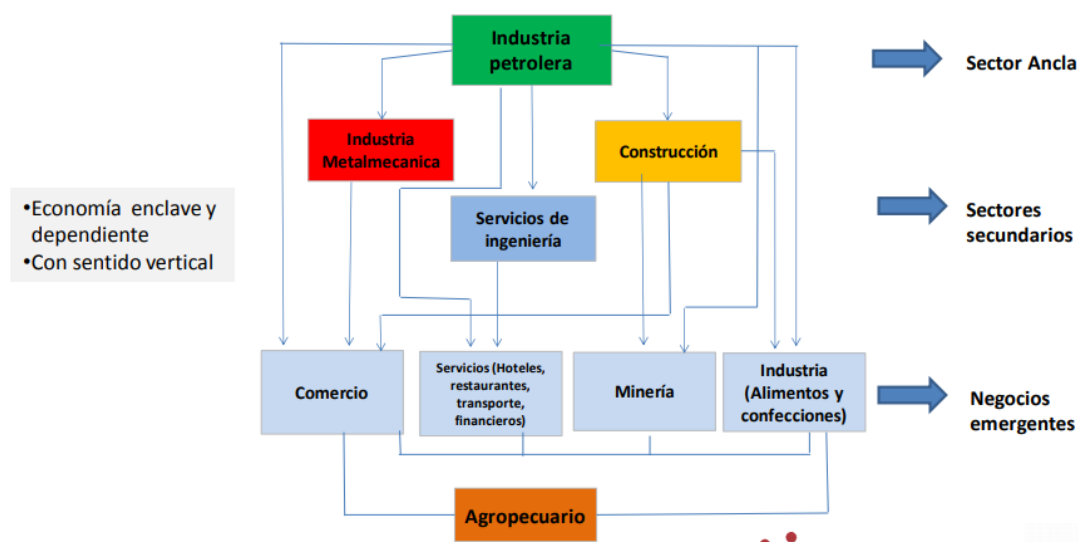 Industria
petrolera
Sector Ancla
Industria
Metalmecanica
Construcción
•Economía enclave y
dependiente
•Con sentido vertical
Servicios de
ingeniería
Sectores
secundarios
Comercio
Servicios (Hoteles,
restaurantes,
transporte,
financieros)
Minería
Industria
(Alimentos y
confecciones)
Negocios
emergentes
Agropecuario